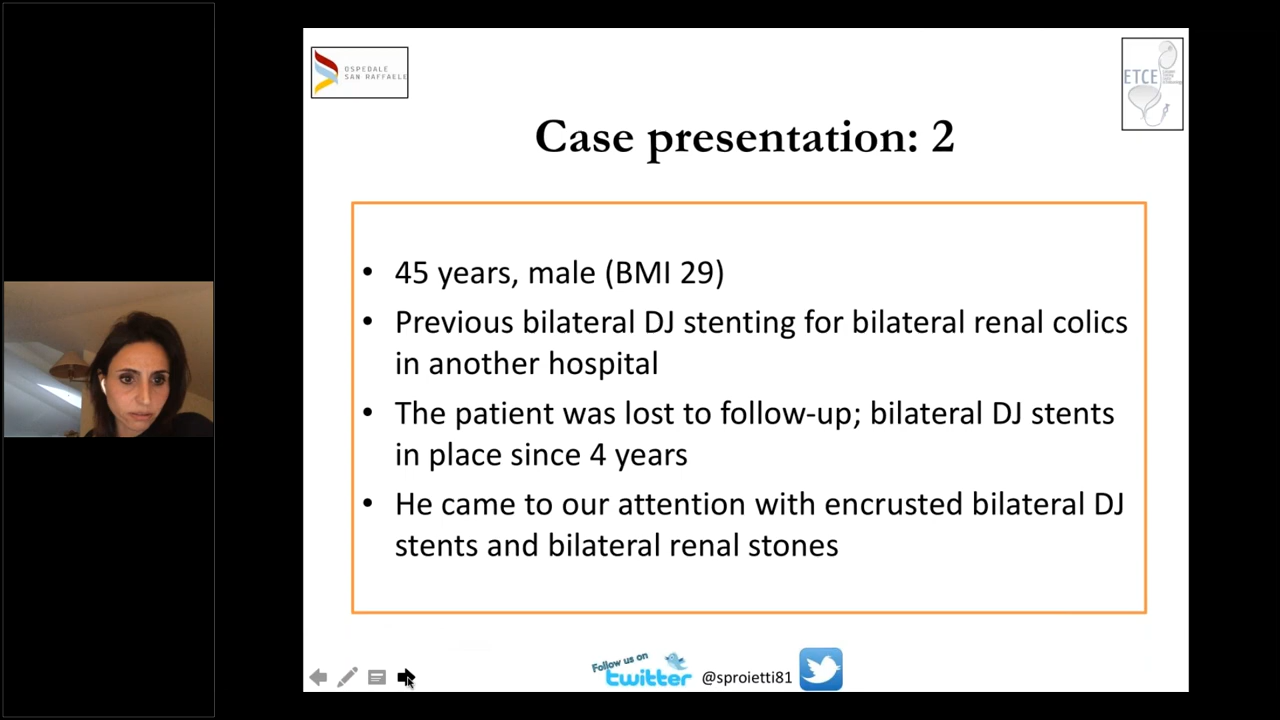 OSPEDALE
SAN RAFFAELE
ETCE
Case presentation: 2
• 45 years, male (BMI 29)
• Previous bilateral DJ stenting for bilateral renal colics
in another hospital
• The patient was lost to follow-up; bilateral DJ stents
in place since 4 years
• He came to our attention with encrusted bilateral DJ
stents and bilateral renal stones
Follow us on
twitter
@sproietti81